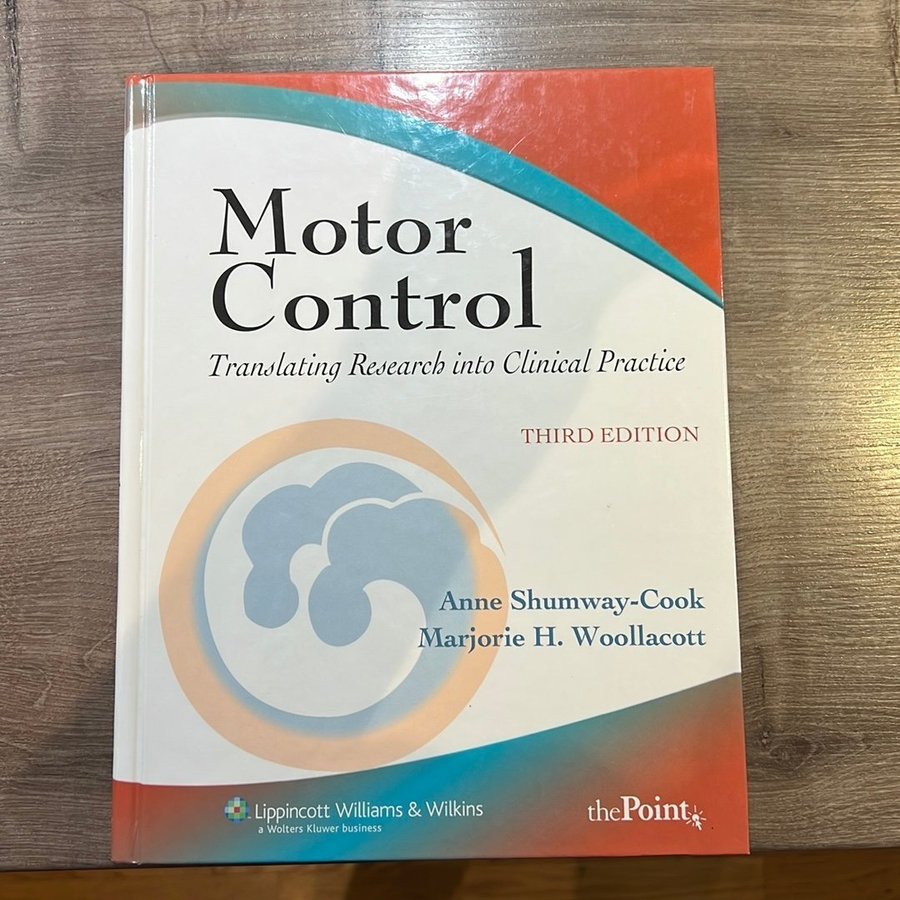 Motor
Control
Translating Research into Clinical Practice
THIRD EDITION
Anne Shumway-Cook
Marjorie H. Woollacott
Lippincott Williams & Wilkins
a Wolters Kluwer business
thePoint